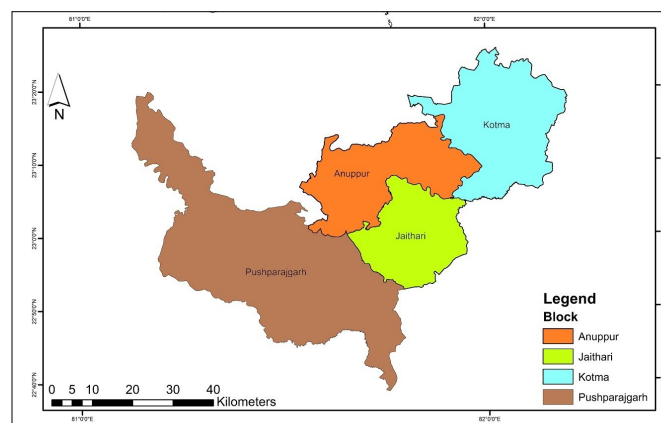 81°0'0"E
82°0'0"E
23°20'0"N
N
Kotma
23°10'0"N
Anuppur
23°0'0"N
Jaithari
Pushparajgarh
22°50'0"N
Legend
Block
Anuppur
Jaithari
Kotma
Pushparajgarh
22°40'0"N
0 5 10 20 30 40
Kilometers
81°0'0"E
82°0'0"E